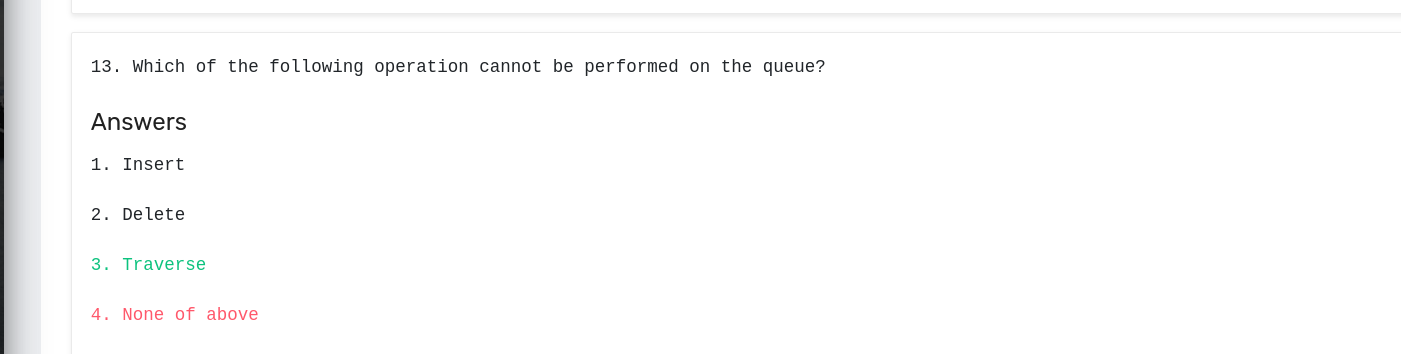 13. Which of the following operation cannot be performed on the queue?
Answers
1. Insert
2. Delete
3. Traverse
4. None of above